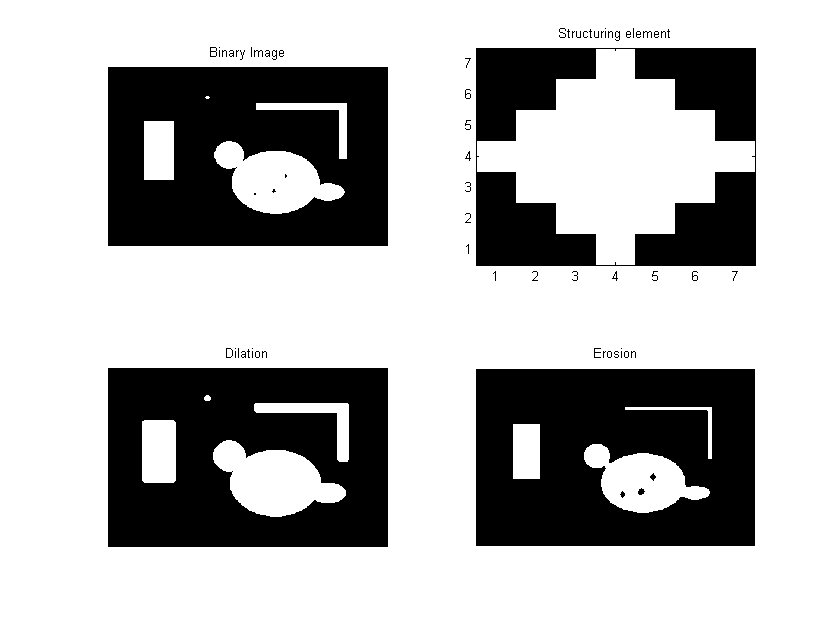 Binary Image
Structuring element
7
6
5
4
3
2
1
1 2 3 4 5 6 7
Dilation
Erosion